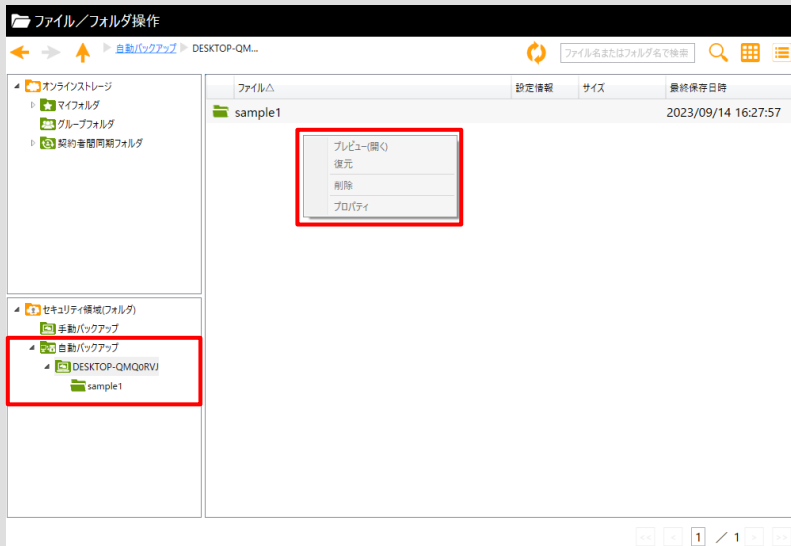 ファイル／フォルダ操作
自動バックアップ DESKTOP-QM...
ファイル名またはフォルダ名で検索
オンラインストレージ
マイフォルダ
グループフォルダ
契約者間同期フォルダ
セキュリティ領域(フォルダ)
手動バックアップ
自動バックアップ
DESKTOP-QMQ0RVJ
sample1
ファイル△ 設定情報 サイズ 最終保存日時
sample1 2023/09/14 16:27:57
プレビュー(開く)
復元
削除
プロパティ
<< < 1 ／ 1 > >>